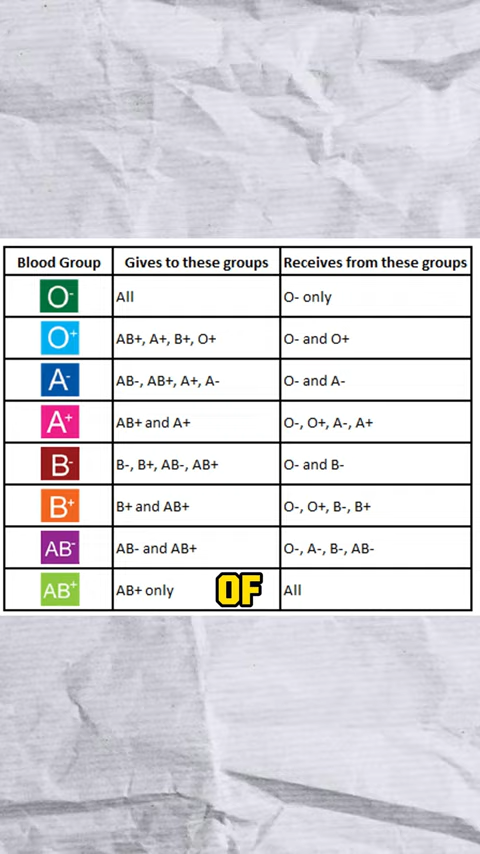 Blood Group Gives to these groups Receives from these groups
O- All O- only
O+ AB+, A+, B+, O+ O- and O+
A- AB-, AB+, A+, A- O- and A-
A+ AB+ and A+ O-, O+, A-, A+
B- B-, B+, AB-, AB+ O- and B-
B+ B+ and AB+ O-, O+, B-, B+
AB- AB- and AB+ O-, A-, B-, AB-
AB+ AB+ only OF All